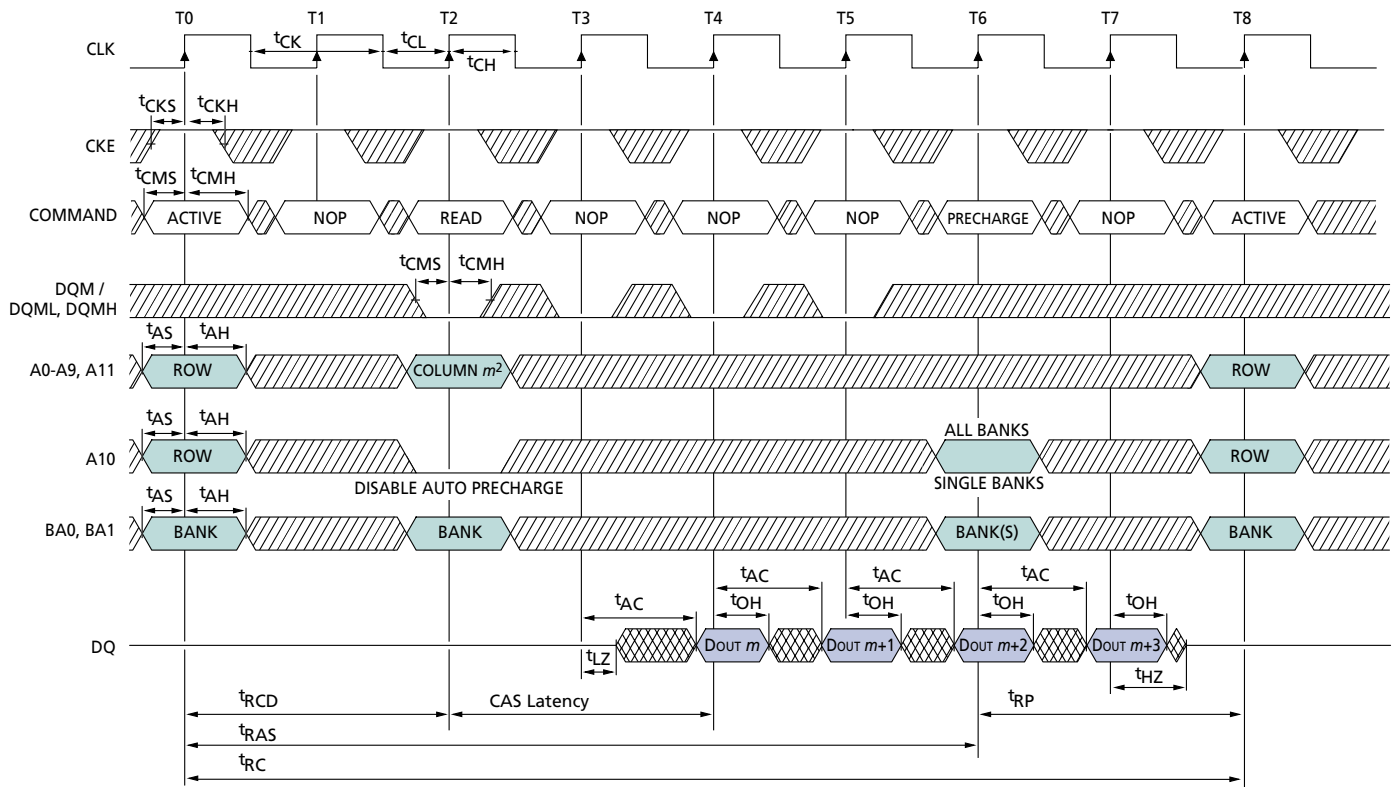 T0 T1 T2 T3 T4 T5 T6 T7 T8
CLK tCK tCL tCH
tCKS tCKH
CKE
tCMS tCMH
COMMAND ACTIVE NOP READ NOP NOP NOP PRECHARGE NOP ACTIVE
tCMS tCMH
DQM /
DQML, DQMH
tAS tAH
A0-A9, A11 ROW COLUMN m2 ROW
tAS tAH ALL BANKS
A10 ROW ROW
DISABLE AUTO PRECHARGE SINGLE BANKS
tAS tAH
BA0, BA1 BANK BANK BANK(S) BANK
tAC tAC tAC
tAC tOH tOH tOH tOH
DQ DOUT m DOUT m+1 DOUT m+2 DOUT m+3
tLZ tHZ
tRCD CAS Latency tRP
tRAS
tRC